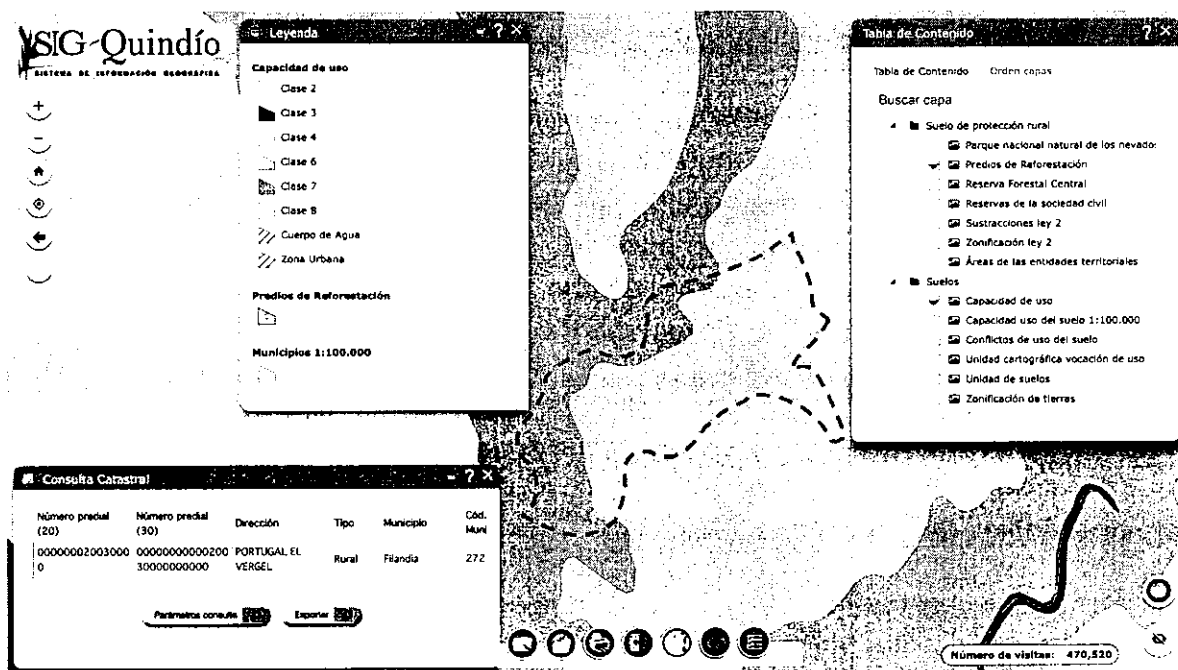 SIG-Quindío
SISTEMA DE INFORMACIÓN GEOGRÁFICA
Leyenda
Capacidad de uso
Clase 2
Clase 3
Clase 4
Clase 6
Clase 7
Clase 8
Cuerpo de Agua
Zona Urbana
Predios de Reforestación
Municipios 1:100.000
Tabla de Contenido
Tabla de Contenido Orden capas
Buscar capa
Suelo de protección rural
Parque nacional natural de los nevado:
Predios de Reforestación
Reserva Forestal Central
Reservas de la sociedad civil
Sustracciones ley 2
Zonificación ley 2
Áreas de las entidades territoriales
Suelos
Capacidad de uso
Capacidad uso del suelo 1:100.000
Conflictos de uso del suelo
Unidad cartográfica vocación de uso
Unidad de suelos
Zonificación de tierras
Consulta Catastral
Número predial (20) Número predial (30) Dirección Tipo Municipio Cód. Muni
00000002003000 00000000000200 PORTUGAL EL
0 30000000000 VERGEL Rural Filandia 272
Parámetros consulta Exportar
Número de visitas: 470,520